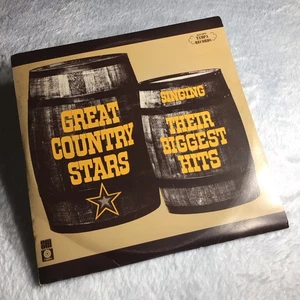 GREAT
COUNTRY
STARS
SINGING
THEIR
BIGGEST
HITS